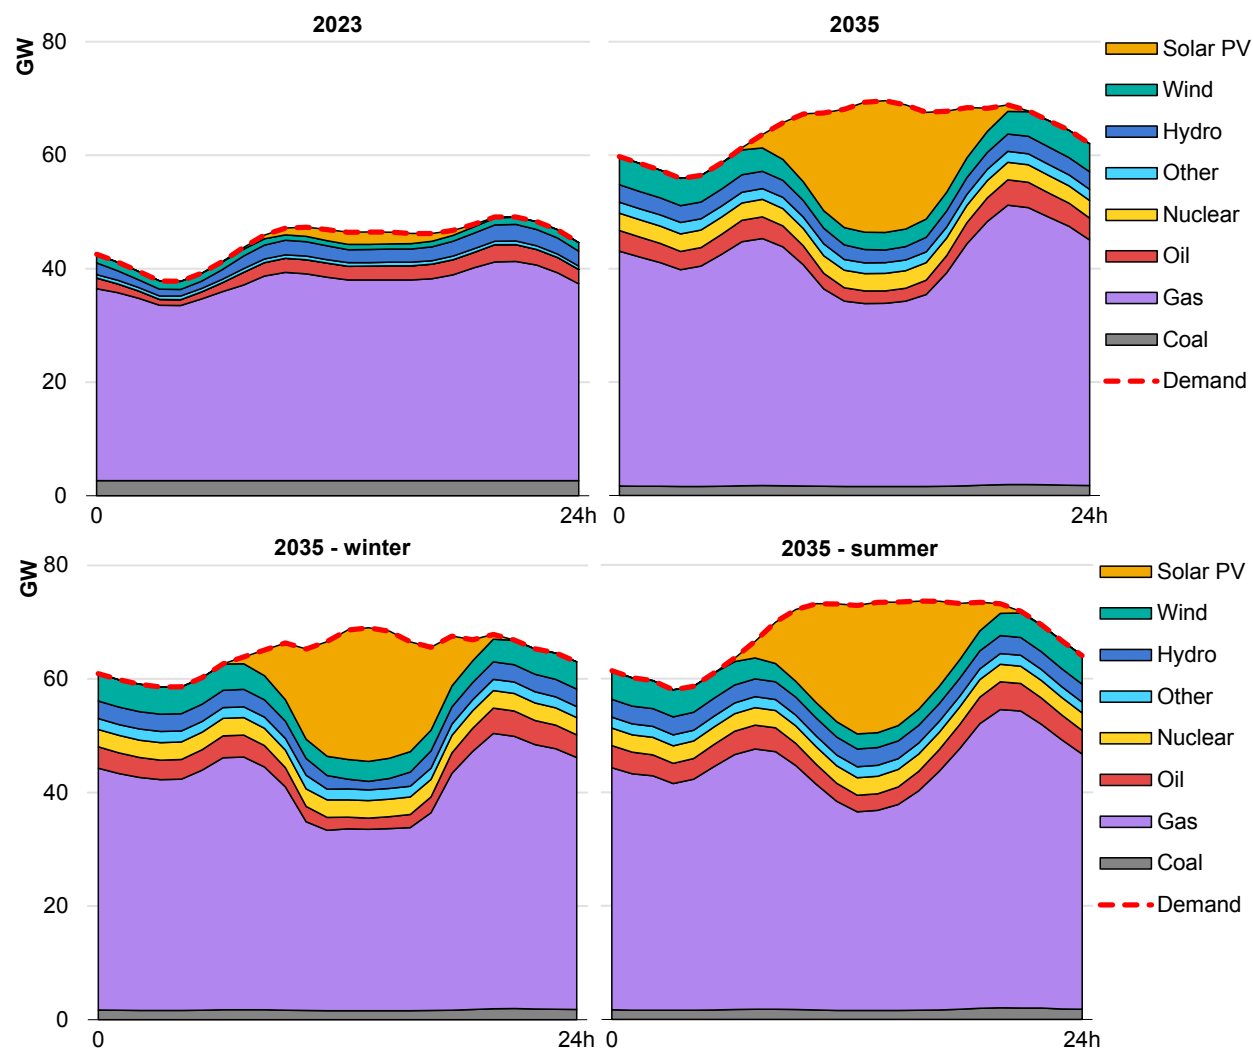 2023
2035
GW
80
60
40
20
0
0
24h
0
24h
Solar PV
Wind
Hydro
Other
Nuclear
Oil
Gas
Coal
Demand
2035 - winter
2035 - summer
GW
80
60
40
20
0
0
24h
0
24h
Solar PV
Wind
Hydro
Other
Nuclear
Oil
Gas
Coal
Demand